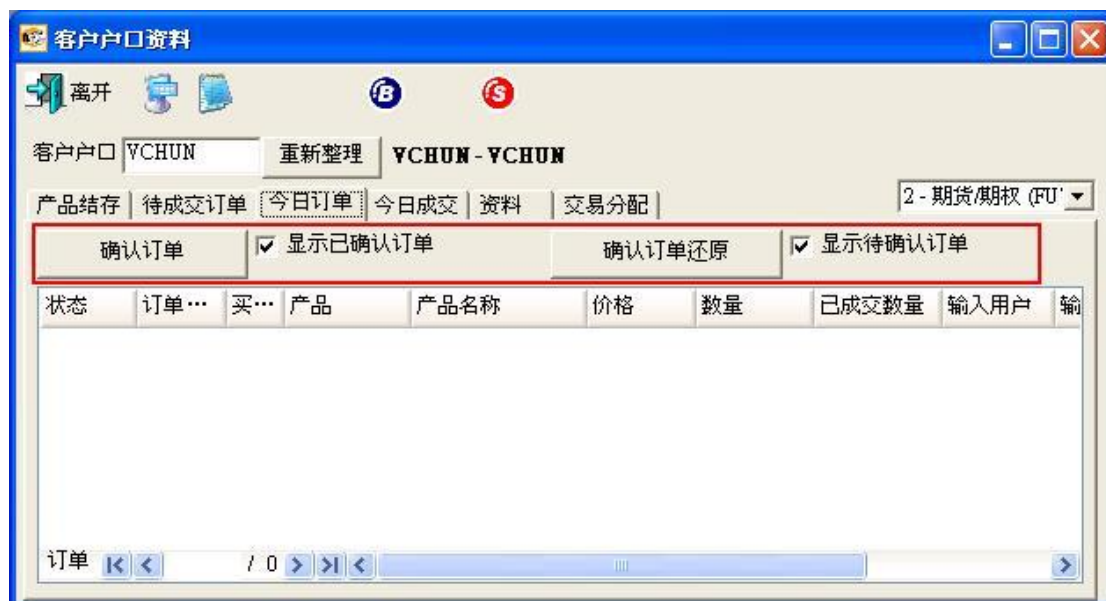 客户户口资料
离开 B S
客户户口 YCHUN 重新整理 YCHUN - YCHUN
产品结存 待成交订单 今日订单 今日成交 资料 交易分配 2 - 期货/期权 (FU
确认订单 显示已确认订单 确认订单还原 显示待确认订单
状态 订单… 买… 产品 产品名称 价格 数量 已成交数量 输入用户 输
订单 / 0